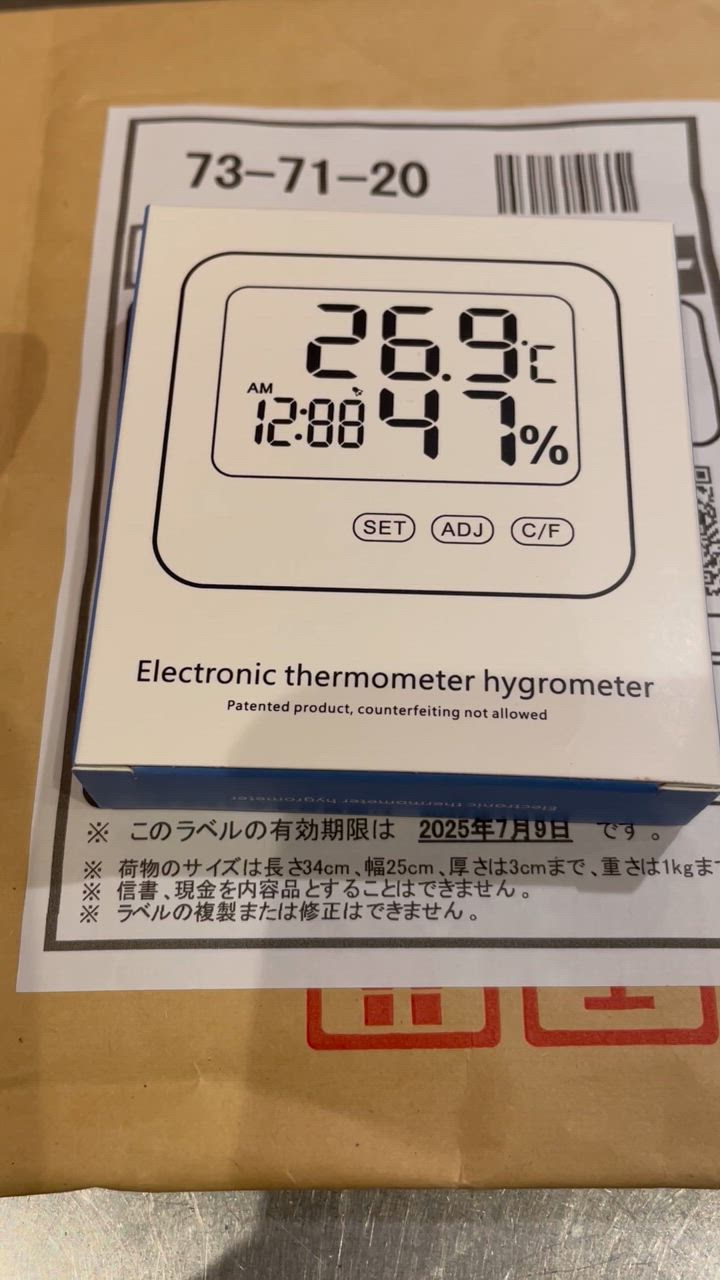 73-71-20
26.9℃
AM
12:88 47%
SET ADJ C/F
Electronic thermometer hygrometer
Patented product, counterfeiting not allowed
Electronic thermometer hygrometer
※ このラベルの有効期限は 2025年7月9日 です。
※ 荷物のサイズは長さ34cm、幅25cm、厚さは3cmまで、重さは1kgま
※ 信書、現金を内容品とすることはできません。
※ ラベルの複製または修正はできません。